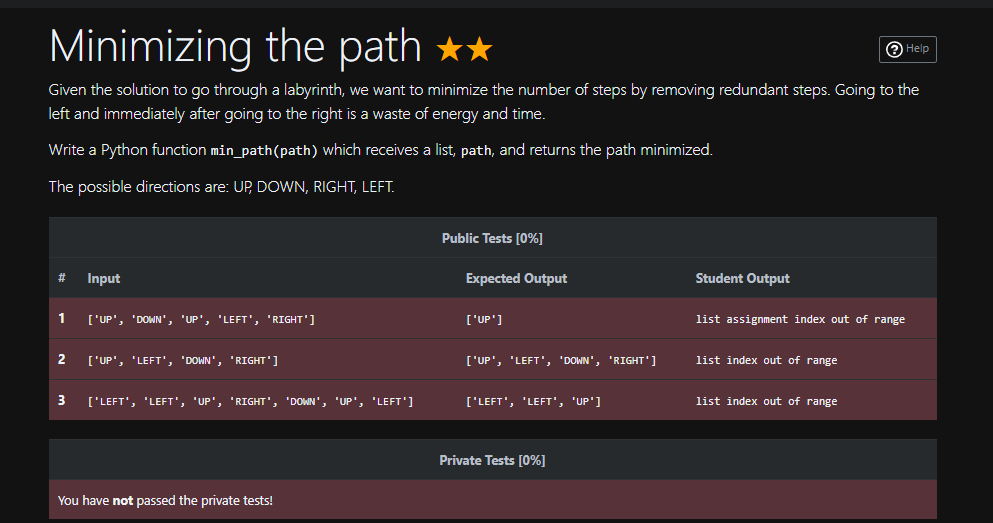 Minimizing the path ★★
Help
Given the solution to go through a labyrinth, we want to minimize the number of steps by removing redundant steps. Going to the
left and immediately after going to the right is a waste of energy and time.
Write a Python function min_path(path) which receives a list, path, and returns the path minimized.
The possible directions are: UP, DOWN, RIGHT, LEFT.
Public Tests [0%]
# Input Expected Output Student Output
1 ['UP', 'DOWN', 'UP', 'LEFT', 'RIGHT'] ['UP'] list assignment index out of range
2 ['UP', 'LEFT', 'DOWN', 'RIGHT'] ['UP', 'LEFT', 'DOWN', 'RIGHT'] list index out of range
3 ['LEFT', 'LEFT', 'UP', 'RIGHT', 'DOWN', 'UP', 'LEFT'] ['LEFT', 'LEFT', 'UP'] list index out of range
Private Tests [0%]
You have not passed the private tests!